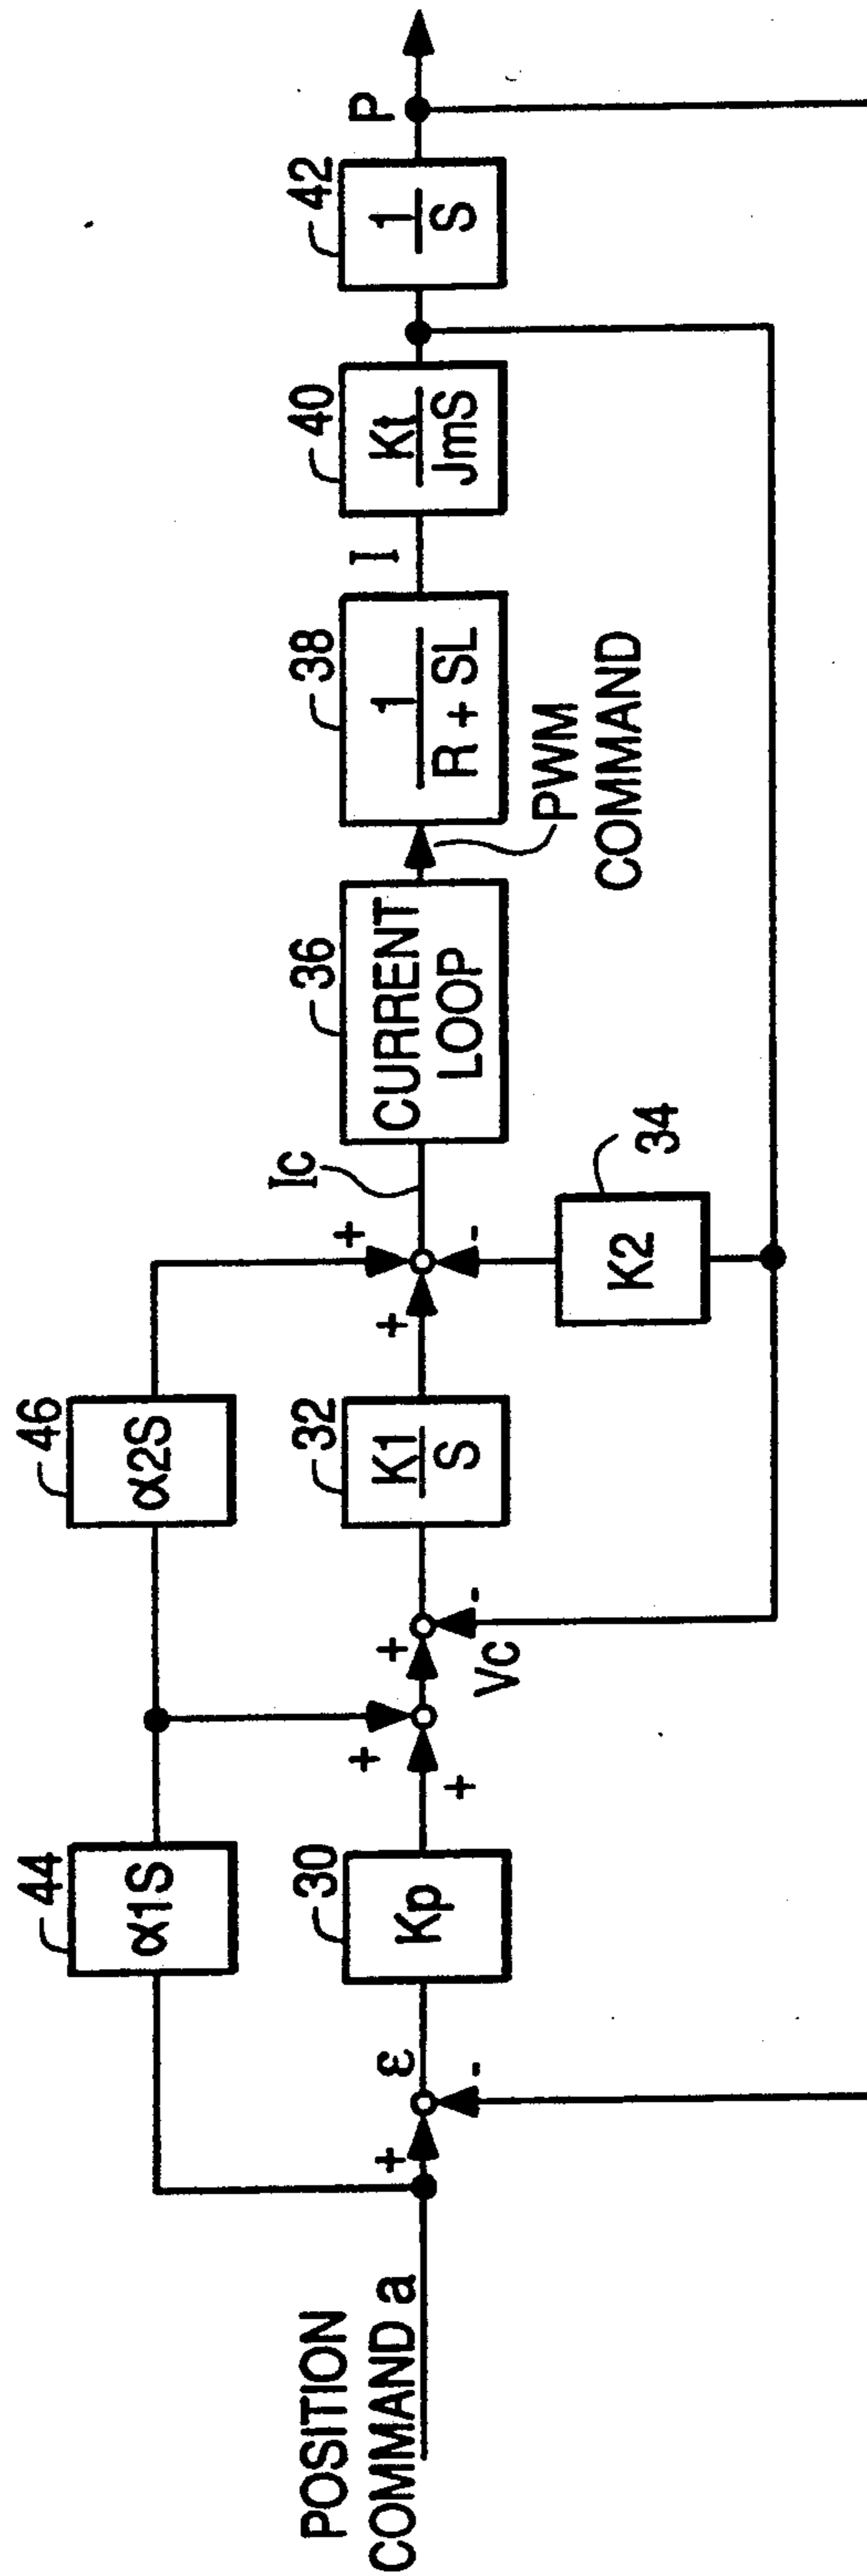 POSITION
COMMAND a
+
-
ε
44
α1S
30
Kp
+
+
+
Vc
-
46
α2S
32
K1
S
+
+
-
Ic
34
K2
36
CURRENT
LOOP
PWM
COMMAND
38
1
R + SL
I
40
Kt
JmS
42
1
S
P